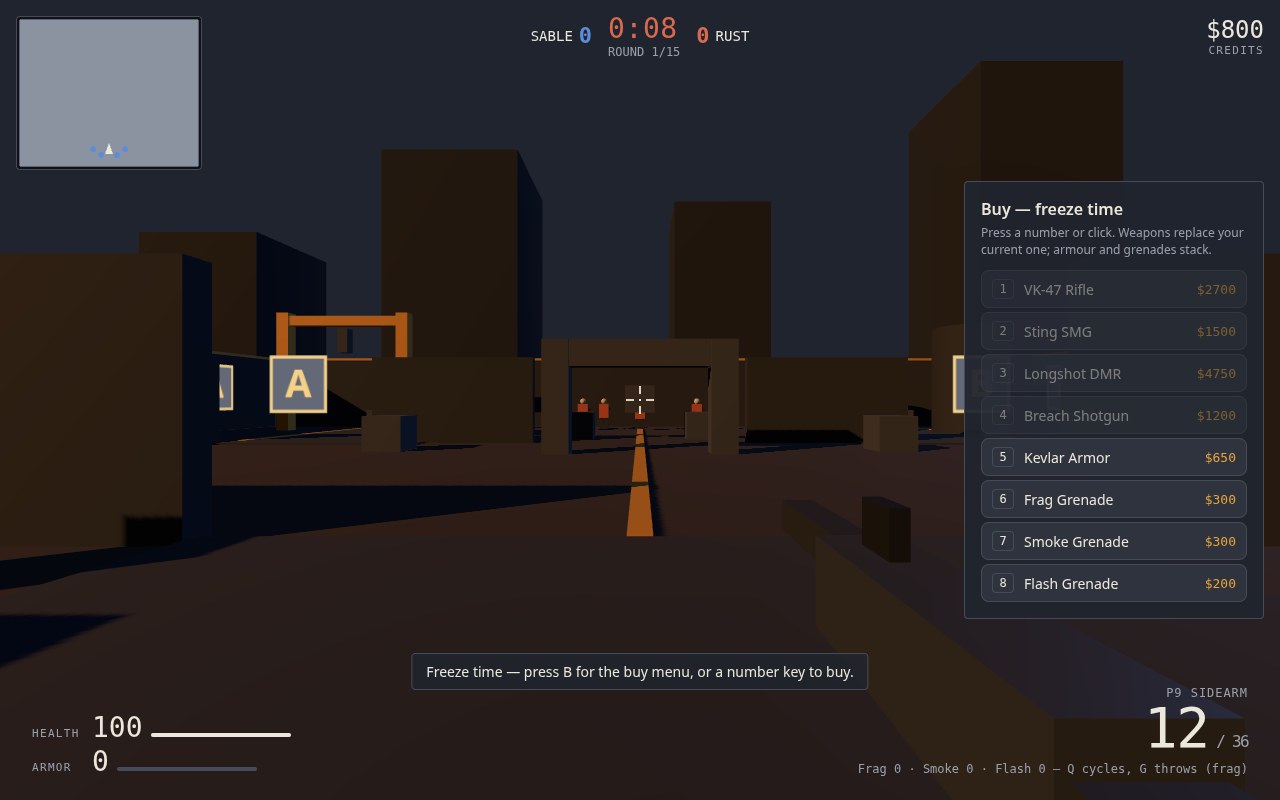 SABLE 0 0:08 0 RUST
ROUND 1/15
$800
CREDITS
Buy — freeze time
Press a number or click. Weapons replace your
current one; armour and grenades stack.
1 VK-47 Rifle $2700
2 Sting SMG $1500
3 Longshot DMR $4750
4 Breach Shotgun $1200
5 Kevlar Armor $650
6 Frag Grenade $300
7 Smoke Grenade $300
8 Flash Grenade $200
A
A
Freeze time — press B for the buy menu, or a number key to buy.
HEALTH 100
ARMOR 0
P9 SIDEARM
12 / 36
Frag 0 · Smoke 0 · Flash 0 — Q cycles, G throws (frag)